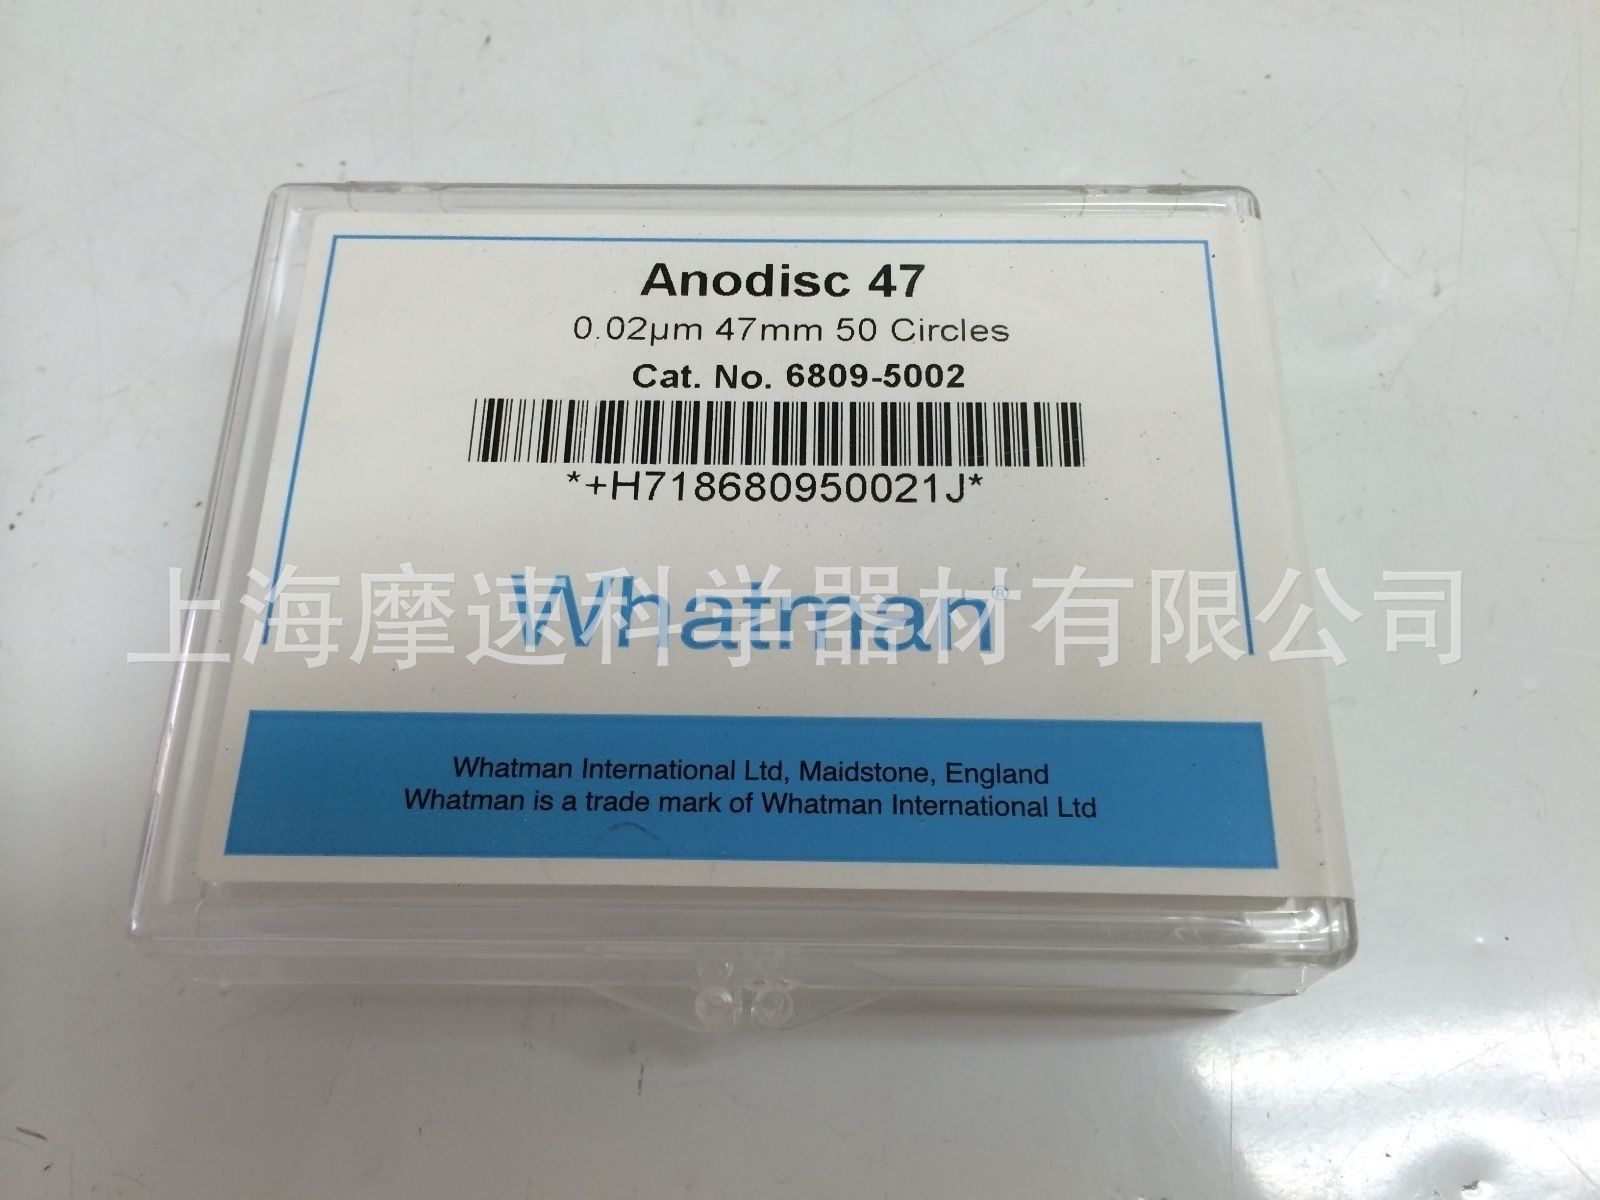 Anodisc 47
0.02µm 47mm 50 Circles
Cat. No. 6809-5002
*+H718680950021J*
Whatman®
上海摩速科学器材有限公司
Whatman International Ltd, Maidstone, England
Whatman is a trade mark of Whatman International Ltd